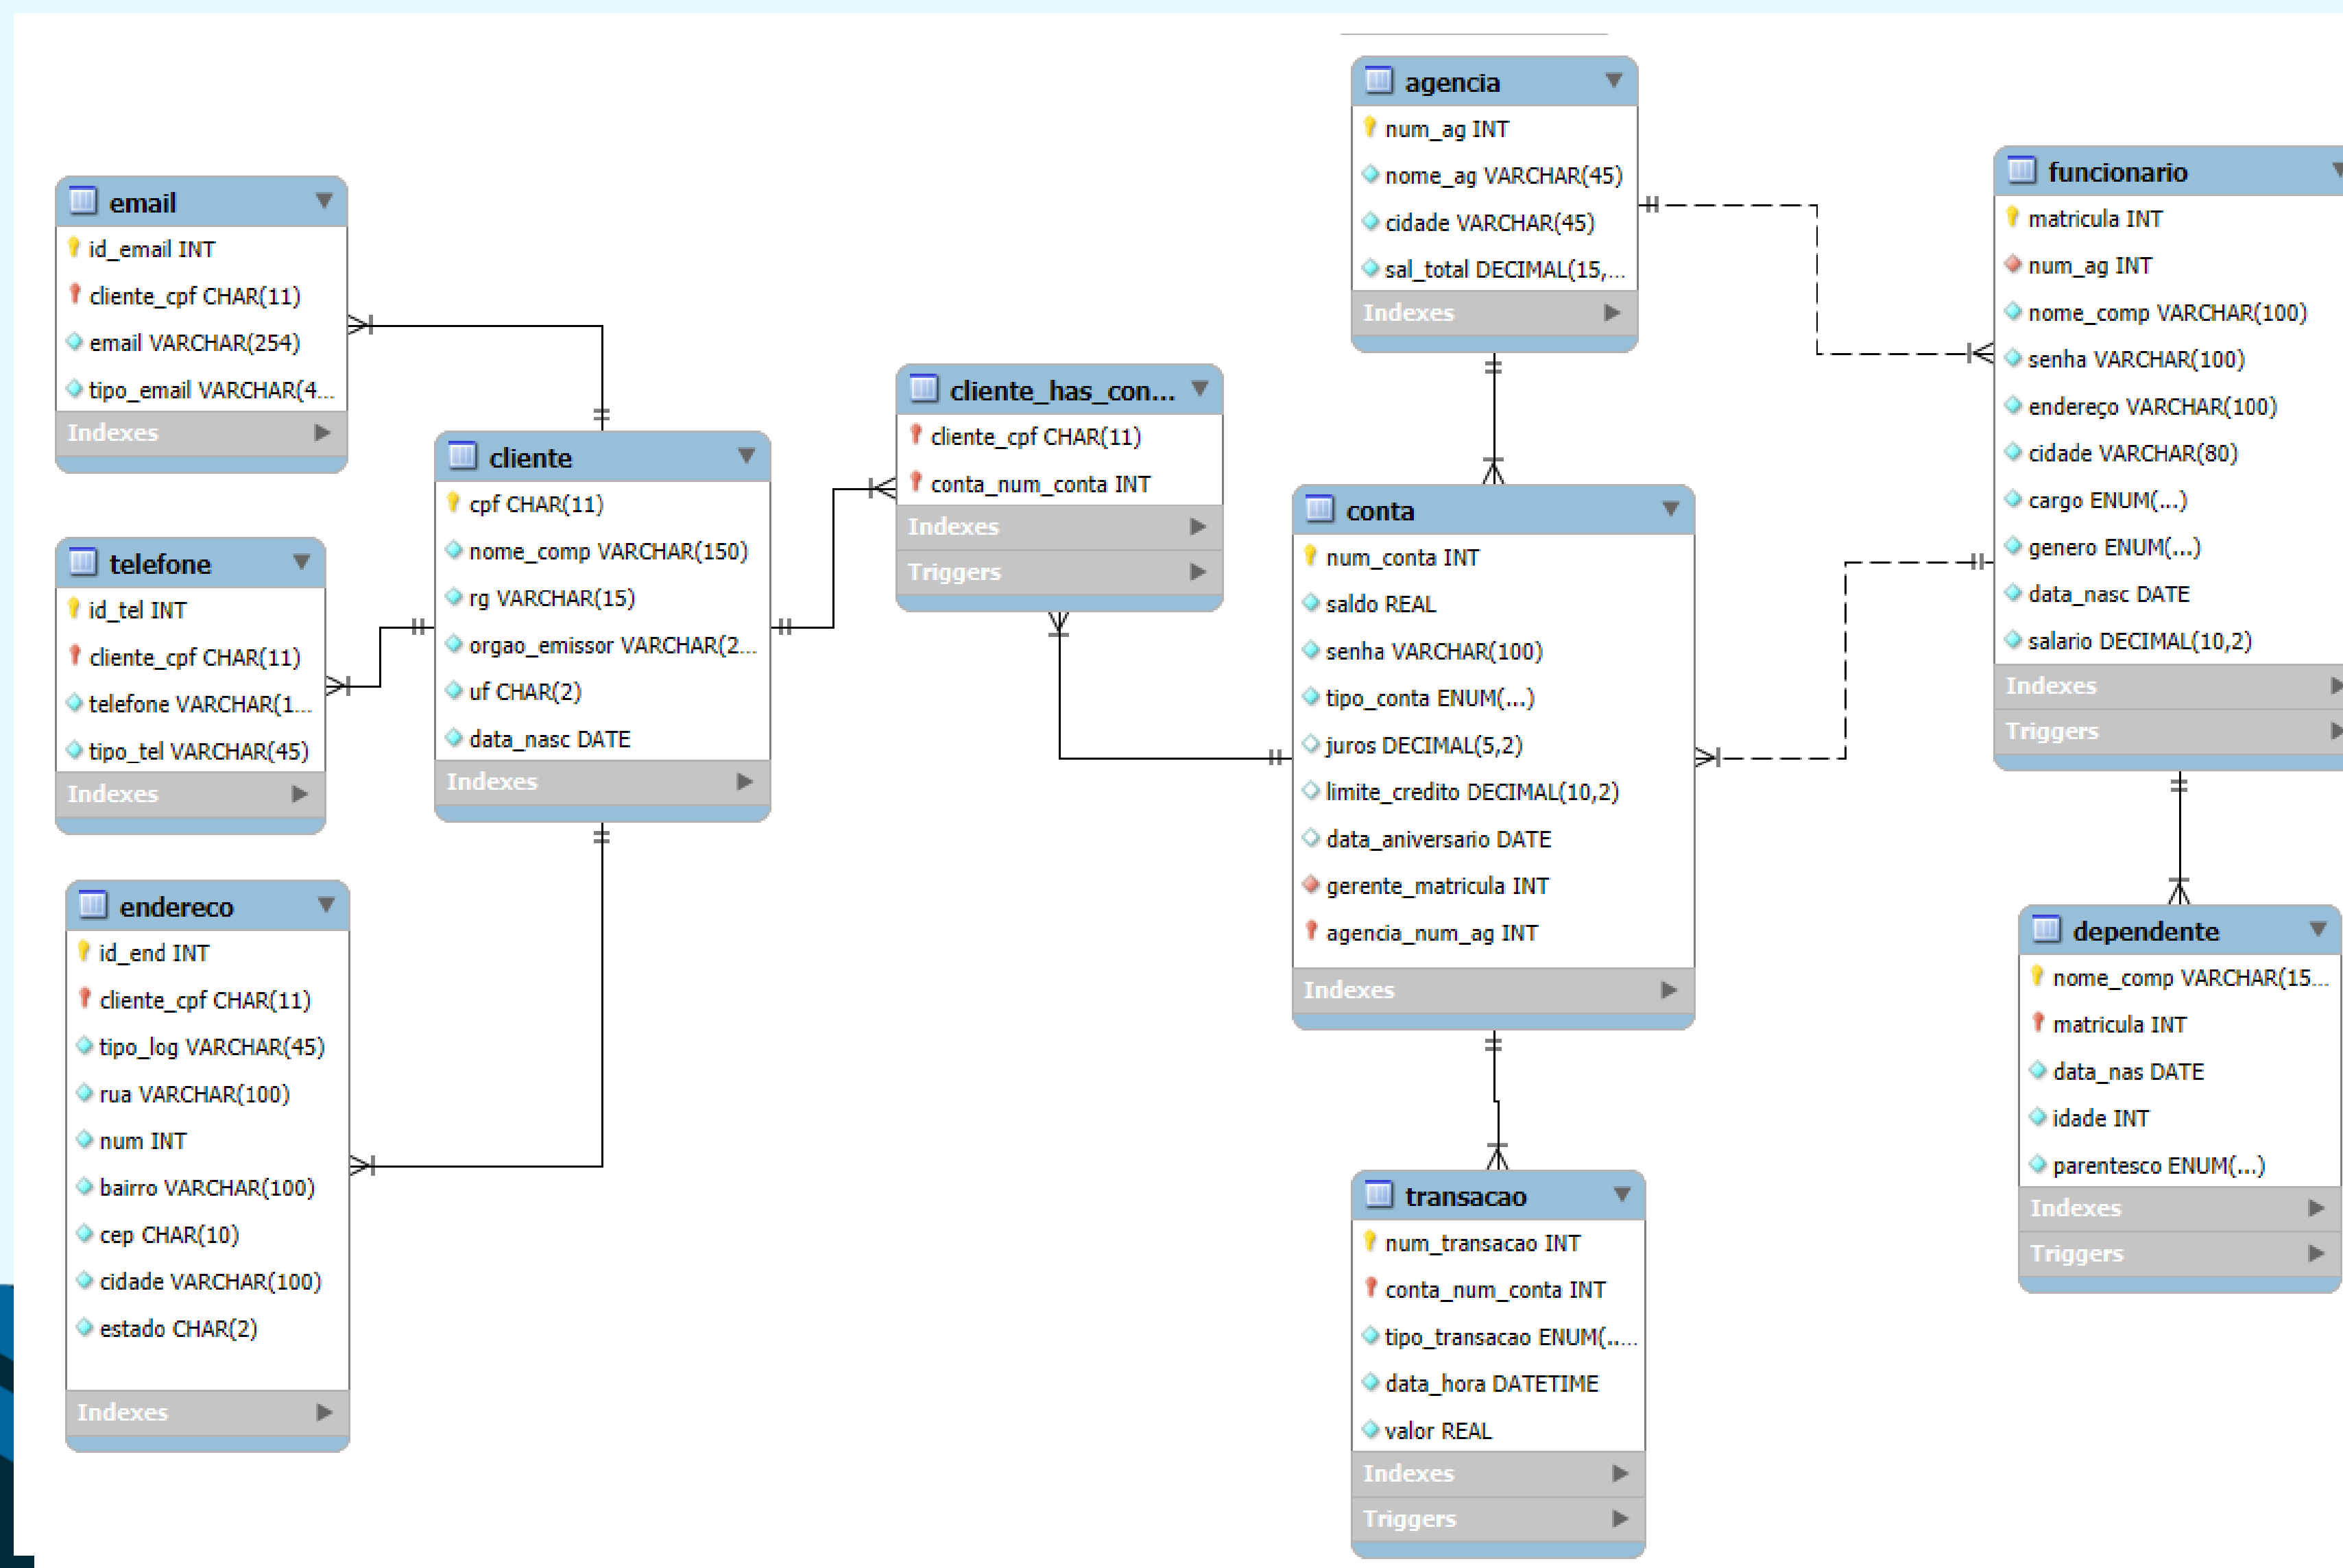 email
id_email INT
cliente_cpf CHAR(11)
email VARCHAR(254)
tipo_email VARCHAR(4...
Indexes
telefone
id_tel INT
cliente_cpf CHAR(11)
telefone VARCHAR(1...
tipo_tel VARCHAR(45)
Indexes
endereco
id_end INT
cliente_cpf CHAR(11)
tipo_log VARCHAR(45)
rua VARCHAR(100)
num INT
bairro VARCHAR(100)
cep CHAR(10)
cidade VARCHAR(100)
estado CHAR(2)
Indexes
cliente
cpf CHAR(11)
nome_comp VARCHAR(150)
rg VARCHAR(15)
orgao_emissor VARCHAR(2...
uf CHAR(2)
data_nasc DATE
Indexes
cliente_has_con...
cliente_cpf CHAR(11)
conta_num_conta INT
Indexes
Triggers
agencia
num_ag INT
nome_ag VARCHAR(45)
cidade VARCHAR(45)
sal_total DECIMAL(15,...
Indexes
conta
num_conta INT
saldo REAL
senha VARCHAR(100)
tipo_conta ENUM(...)
juros DECIMAL(5,2)
limite_credito DECIMAL(10,2)
data_aniversario DATE
gerente_matricula INT
agencia_num_ag INT
Indexes
transacao
num_transacao INT
conta_num_conta INT
tipo_transacao ENUM(.....
data_hora DATETIME
valor REAL
Indexes
Triggers
funcionario
matricula INT
num_ag INT
nome_comp VARCHAR(100)
senha VARCHAR(100)
endereço VARCHAR(100)
cidade VARCHAR(80)
cargo ENUM(...)
genero ENUM(...)
data_nasc DATE
salario DECIMAL(10,2)
Indexes
Triggers
dependente
nome_comp VARCHAR(15...
matricula INT
data_nas DATE
idade INT
parentesco ENUM(...)
Indexes
Triggers